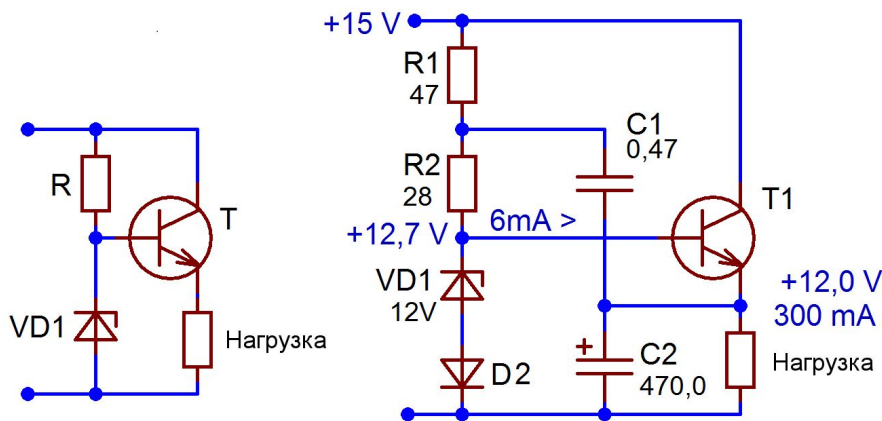 R
T
VD1
Нагрузка
+15 V
R1
47
C1
0,47
R2
28
T1
+12,7 V
6mA >
VD1
12V
+12,0 V
300 mA
+
C2
470,0
D2
Нагрузка